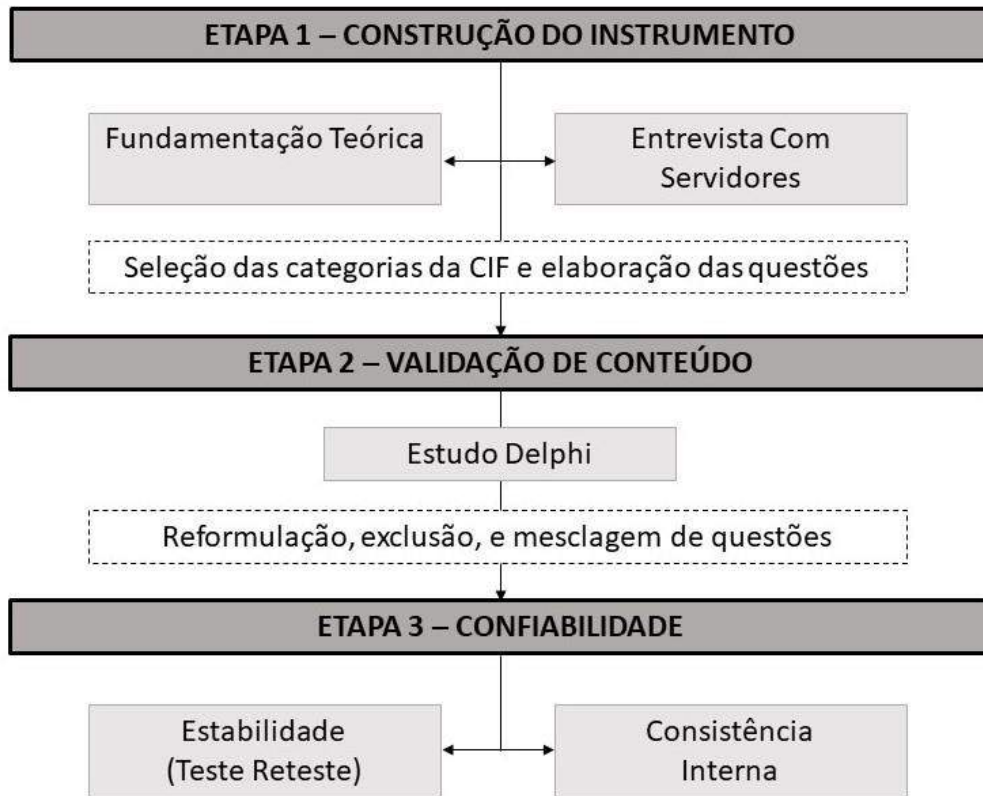 ETAPA 1 – CONSTRUÇÃO DO INSTRUMENTO
Fundamentação Teórica
Entrevista Com
Servidores
Seleção das categorias da CIF e elaboração das questões
ETAPA 2 – VALIDAÇÃO DE CONTEÚDO
Estudo Delphi
Reformulação, exclusão, e mesclagem de questões
ETAPA 3 – CONFIABILIDADE
Estabilidade
(Teste Reteste)
Consistência
Interna